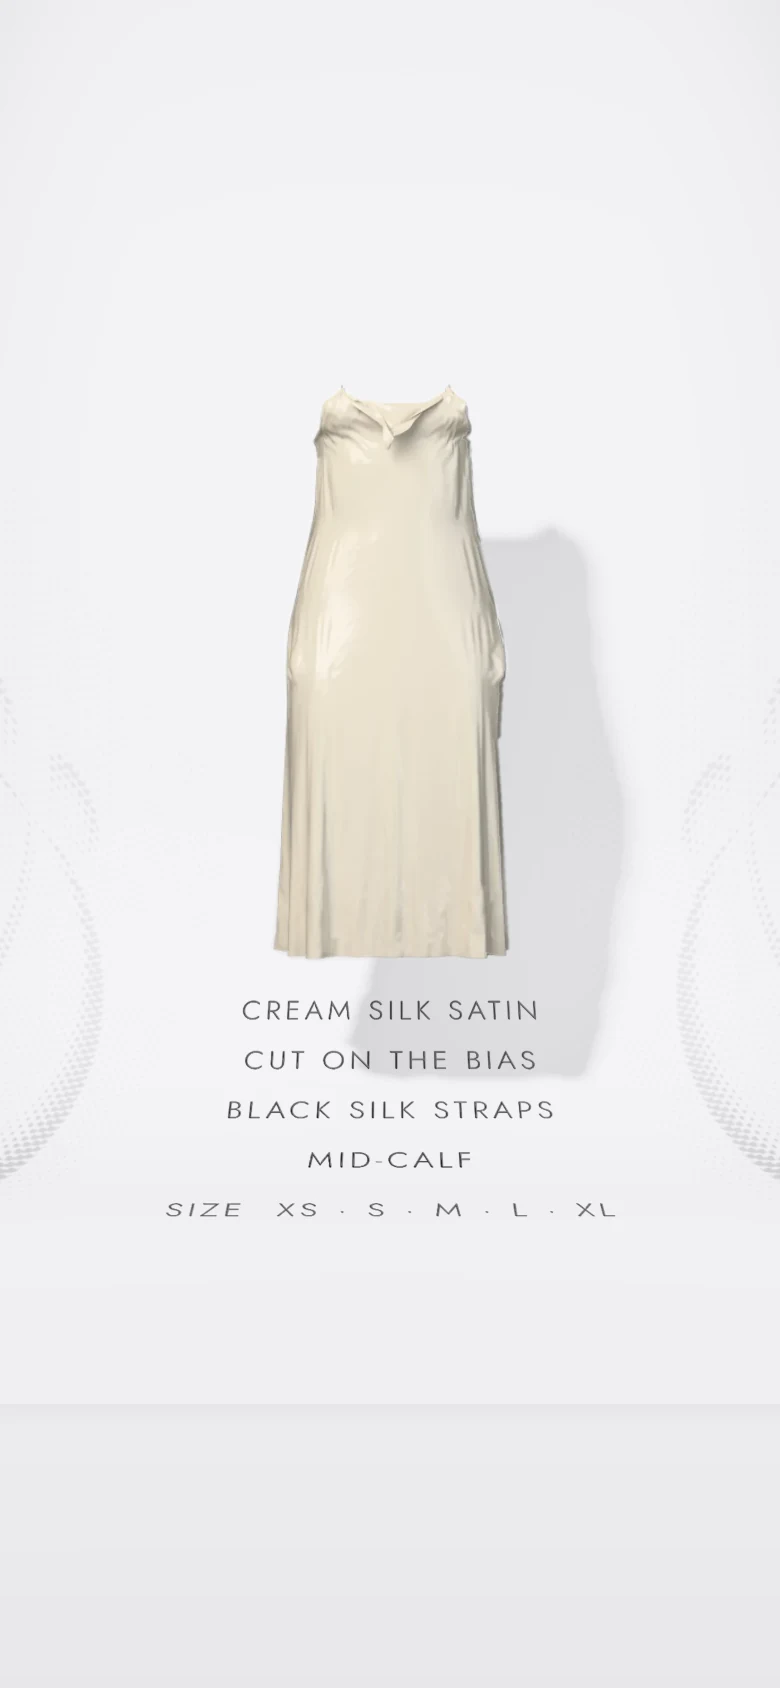 CREAM SILK SATIN
CUT ON THE BIAS
BLACK SILK STRAPS
MID-CALF
SIZE XS · S · M · L · XL